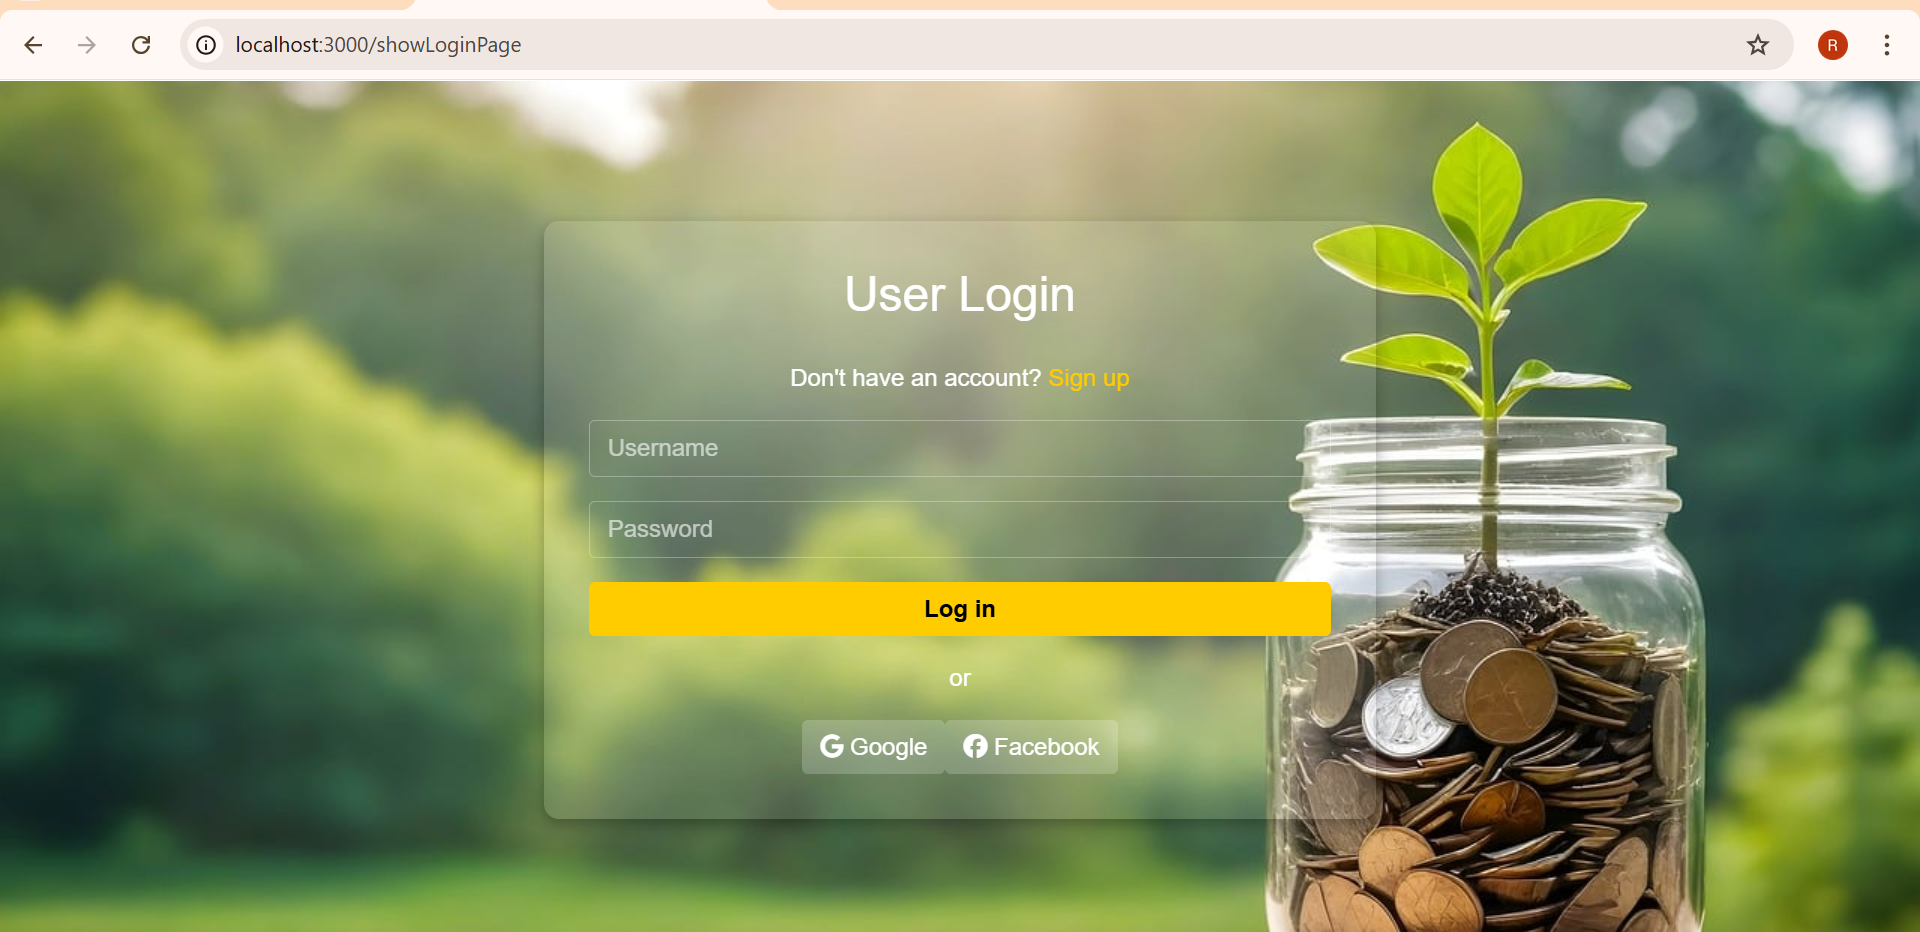 localhost:3000/showLoginPage
R
User Login
Don't have an account? Sign up
Username
Password
Log in
or
Google Facebook